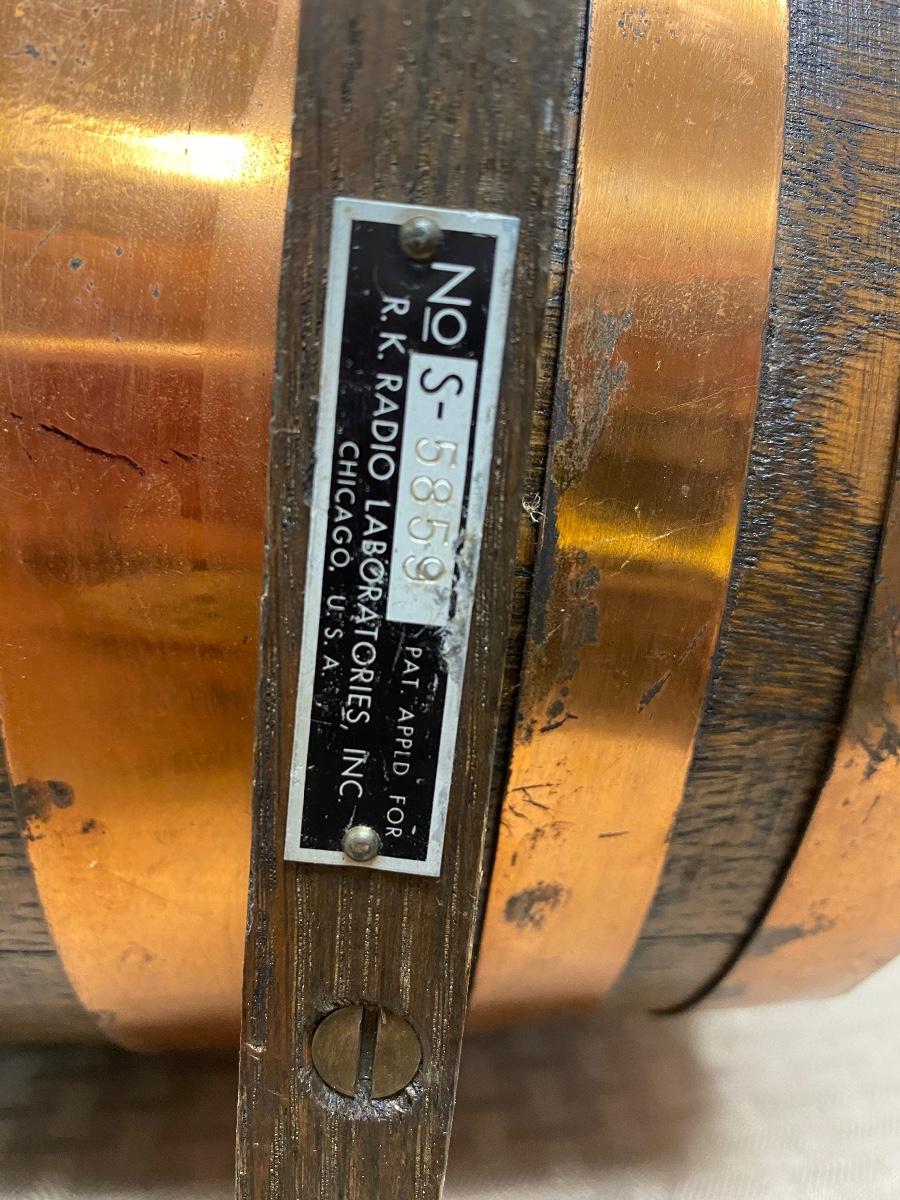 No S-5859 PAT. APPLD FOR
R. K. RADIO LABORATORIES, INC.
CHICAGO, U.S.A.